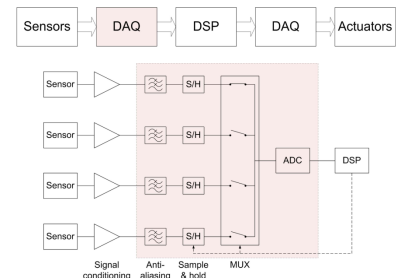 Sensors DAQ DSP DAQ Actuators
Sensor S/H
Sensor S/H
ADC DSP
Sensor S/H
Sensor S/H
Signal Anti- Sample MUX
conditioning aliasing & hold